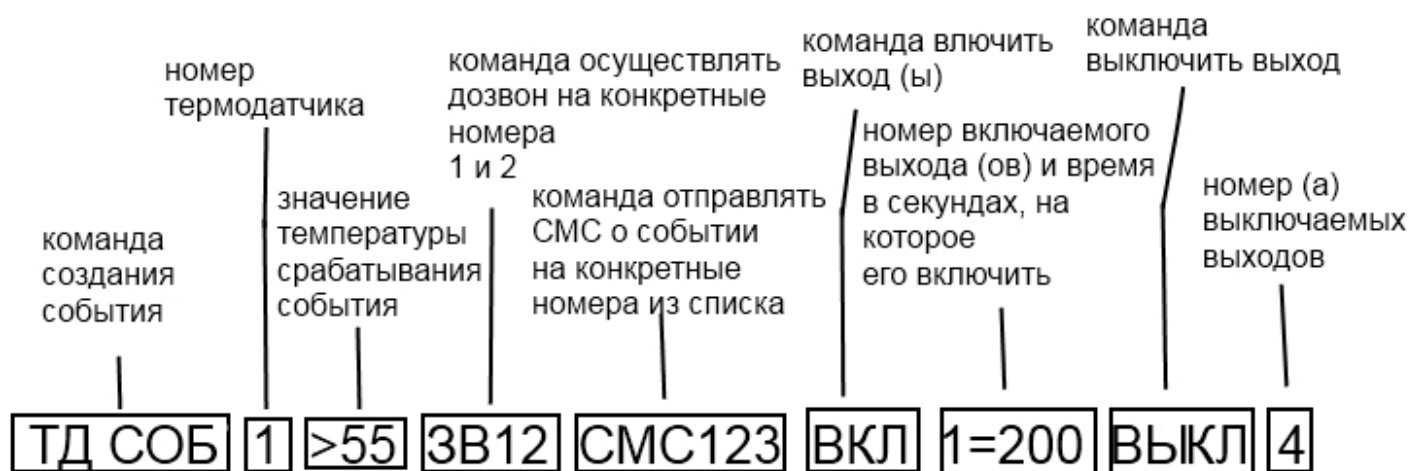 номер
термодатчика
команда осуществлять
дозвон на конкретные
номера
1 и 2
команда влючить
выход (ы)
команда
выключить выход
команда
создания
события
значение
температуры
срабатывания
события
команда отправлять
СМС о событии
на конкретные
номера из списка
номер включаемого
выхода (ов) и время
в секундах, на
которое
его включить
номер (а)
выключаемых
выходов
ТД СОБ 1 >55 ЗВ12 СМС123 ВКЛ 1=200 ВЫКЛ 4